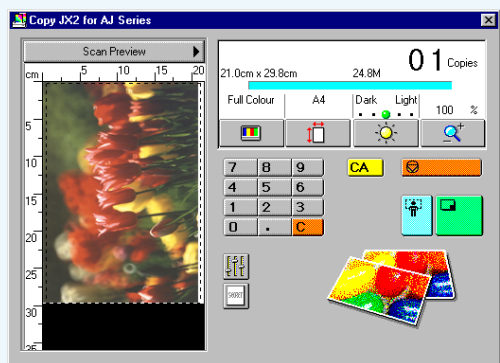 Copy JX2 for AJ Series
Scan Preview
cm 5 10 15 20
5
10
15
20
25
30
35
01 Copies
21.0cm x 29.8cm 24.8M
Full Colour A4 Dark Light 100 %
7 8 9
4 5 6
1 2 3
0 . C
CA